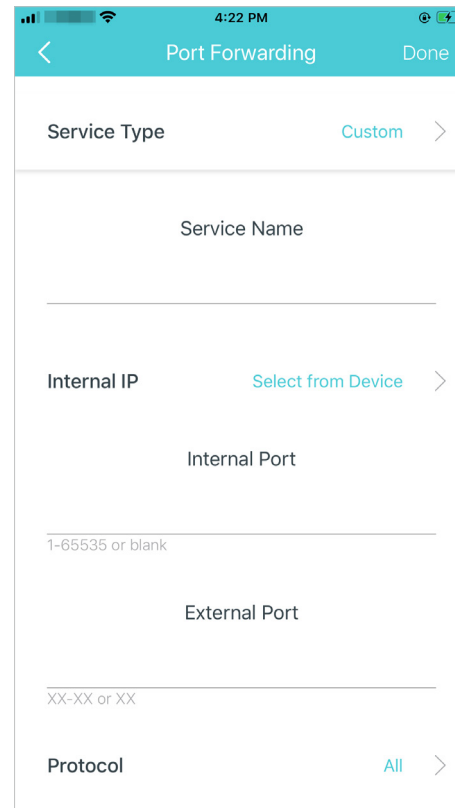 4:22 PM
Port Forwarding Done
Service Type Custom
Service Name
Internal IP Select from Device
Internal Port
1-65535 or blank
External Port
XX-XX or XX
Protocol All